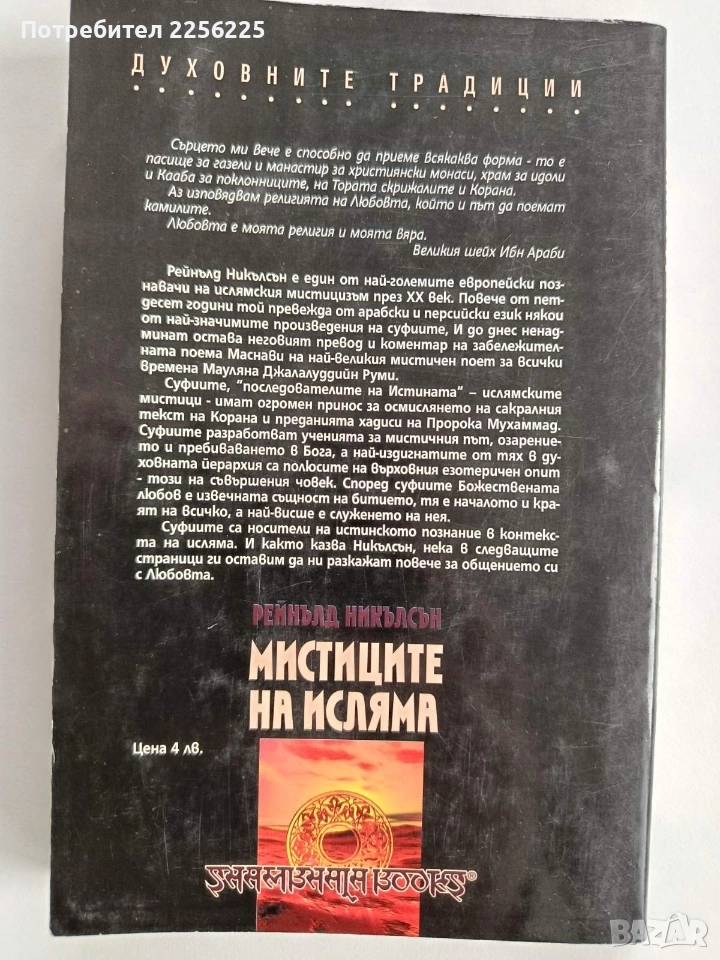 Потребител 2256225
ДУХОВНИТЕ ТРАДИЦИИ
Сърцето ми вече е способно да приеме всякаква форма - то е
пасище за газели и манастир за християнски монаси, храм за идоли
и Кааба за поклонниците, на Тората скрижалите и Корана.
Аз изповядвам религията на Любовта, който и път да поемат
камилите.
Любовта е моята религия и моята вяра.
Великия шейх Ибн Араби
Рейнълд Никълсън е един от най-големите европейски поз-
навачи на ислямския мистицизъм през XX век. Повече от пет-
десет години той превежда от арабски и персийски език някои
от най-значимите произведения на суфиите, И до днес ненад-
минат остава неговият превод и коментар на забележител-
ната поема Маснави на най-великия мистичен поет за всички
времена Мауляна Джалалуддийн Руми.
Суфиите, "последователите на Истината" – ислямските
мистици - имат огромен принос за осмислянето на сакралния
текст на Корана и преданията хадиси на Пророка Мухаммад.
Суфиите разработват ученията за мистичния път, озарение-
то и пребиваването в Бога, а най-издигнатите от тях в ду-
ховната йерархия са полюсите на върховния езотеричен опит
- този на съвършения човек. Според суфиите Божествената
любов е извечната същност на битието, тя е началото и кра-
ят на всичко, а най-висше е служенето на нея.
Суфиите са носители на истинското познание в контекс-
та на исляма. И както казва Никълсън, нека в следващите
страници ги оставим да ни разкажат повече за общението си
с Любовта.
РЕЙНЪЛД НИКЪЛСЪН
МИСТИЦИТЕ
НА ИСЛЯМА
Цена 4 лв.
SHAMBHALA BOOKS®
BAZAR